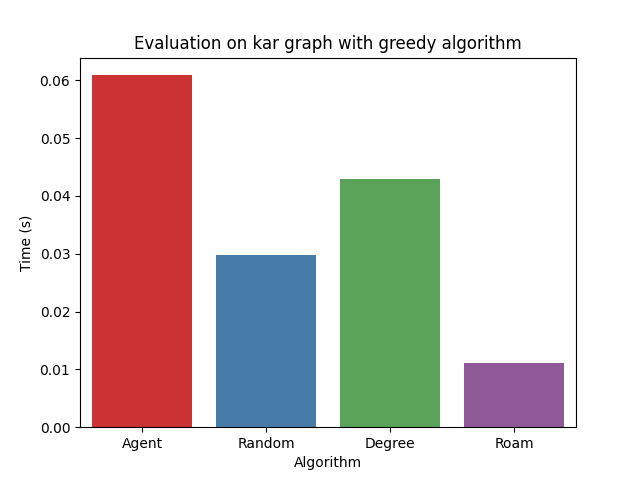 Evaluation on kar graph with greedy algorithm
0.06
0.05
0.04
0.03
0.02
0.01
0.00
Time (s)
Agent Random Degree Roam
Algorithm